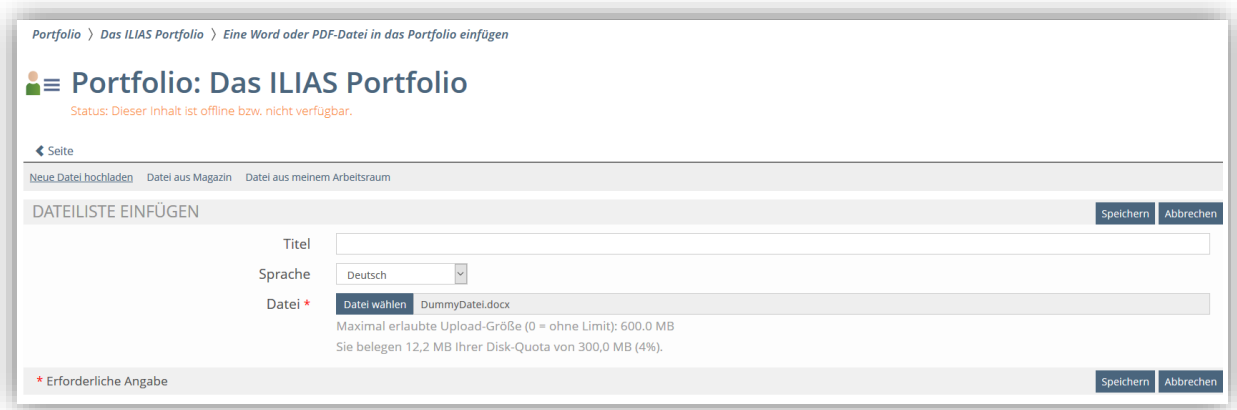 Portfolio 〉 Das ILIAS Portfolio 〉 Eine Word oder PDF-Datei in das Portfolio einfügen
Portfolio: Das ILIAS Portfolio
Status: Dieser Inhalt ist offline bzw. nicht verfügbar.
Seite
Neue Datei hochladen Datei aus Magazin Datei aus meinem Arbeitsraum
DATEILISTE EINFÜGEN Speichern Abbrechen
Titel
Sprache Deutsch
Datei * Datei wählen DummyDatei.docx
Maximal erlaubte Upload-Größe (0 = ohne Limit): 600.0 MB
Sie belegen 12,2 MB Ihrer Disk-Quota von 300,0 MB (4%).
* Erforderliche Angabe Speichern Abbrechen